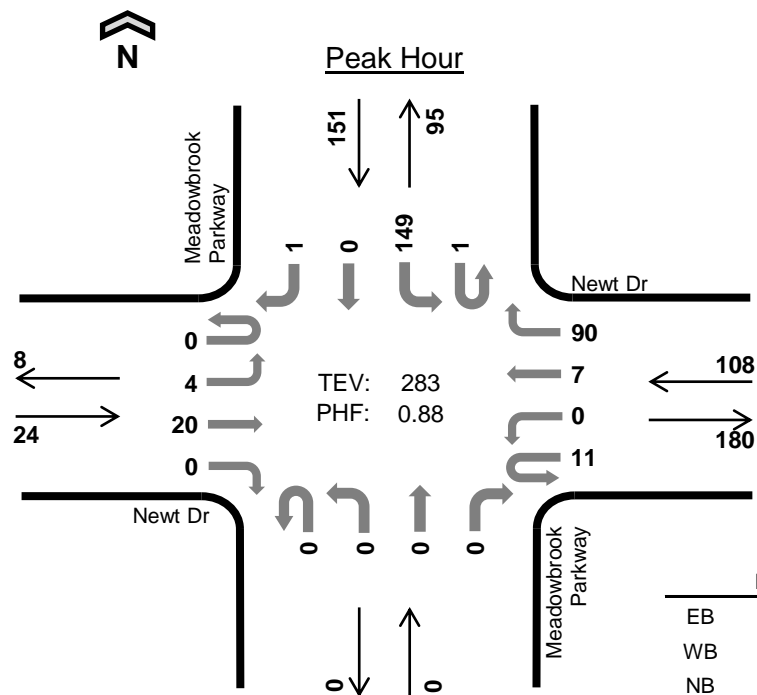 N
Peak Hour
151
95
Meadowbrook
Parkway
1
0
149
1
Newt Dr
0
90
8
4
TEV: 283
7
108
24
20
PHF: 0.88
0
180
0
11
Newt Dr
0
0
0
0
Meadowbrook
Parkway
EB
WB
NB
0
0